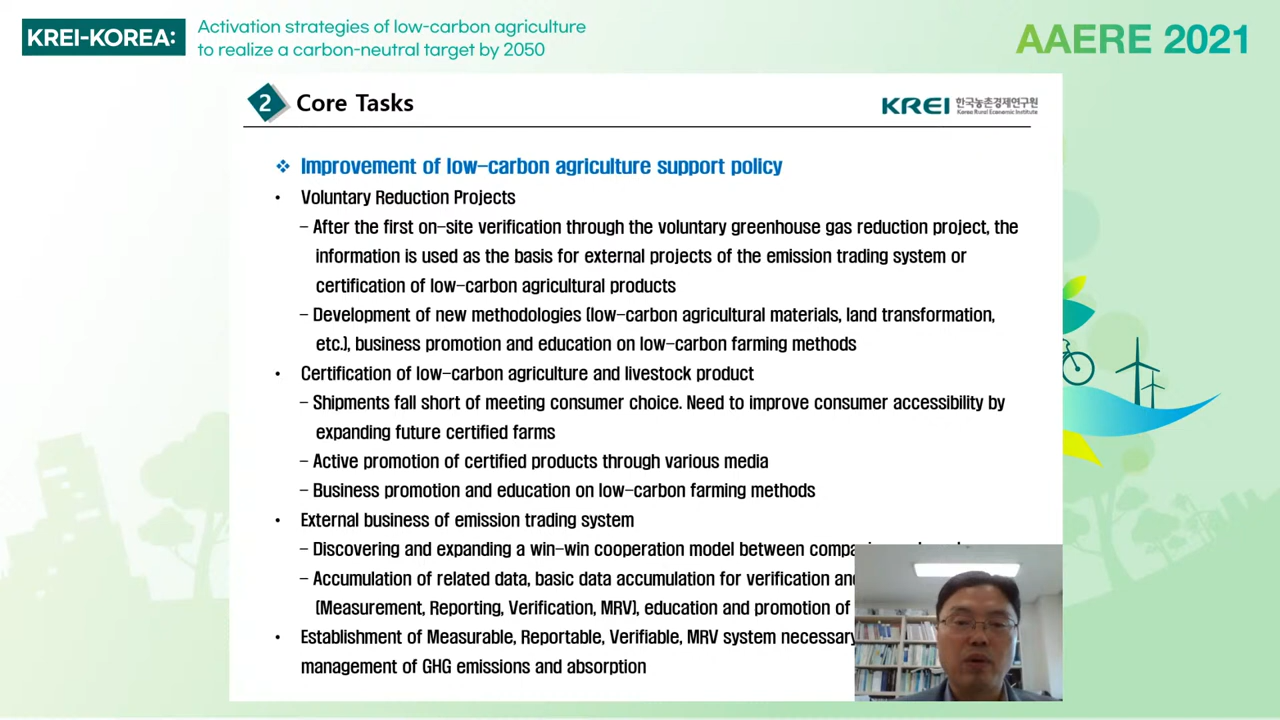 KREI-KOREA:
Activation strategies of low-carbon agriculture
to realize a carbon-neutral target by 2050
AAERE 2021
2 Core Tasks
KREI 한국농촌경제연구원
Korea Rural Economic Institute
❖ Improvement of low-carbon agriculture support policy
• Voluntary Reduction Projects
– After the first on-site verification through the voluntary greenhouse gas reduction project, the
information is used as the basis for external projects of the emission trading system or
certification of low-carbon agricultural products
– Development of new methodologies (low-carbon agricultural materials, land transformation,
etc.), business promotion and education on low-carbon farming methods
• Certification of low-carbon agriculture and livestock product
– Shipments fall short of meeting consumer choice. Need to improve consumer accessibility by
expanding future certified farms
– Active promotion of certified products through various media
– Business promotion and education on low-carbon farming methods
• External business of emission trading system
– Discovering and expanding a win-win cooperation model between
– Accumulation of related data, basic data accumulation for verification and
(Measurement, Reporting, Verification, MRV), education and promotion of
• Establishment of Measurable, Reportable, Verifiable, MRV system necessary
management of GHG emissions and absorption